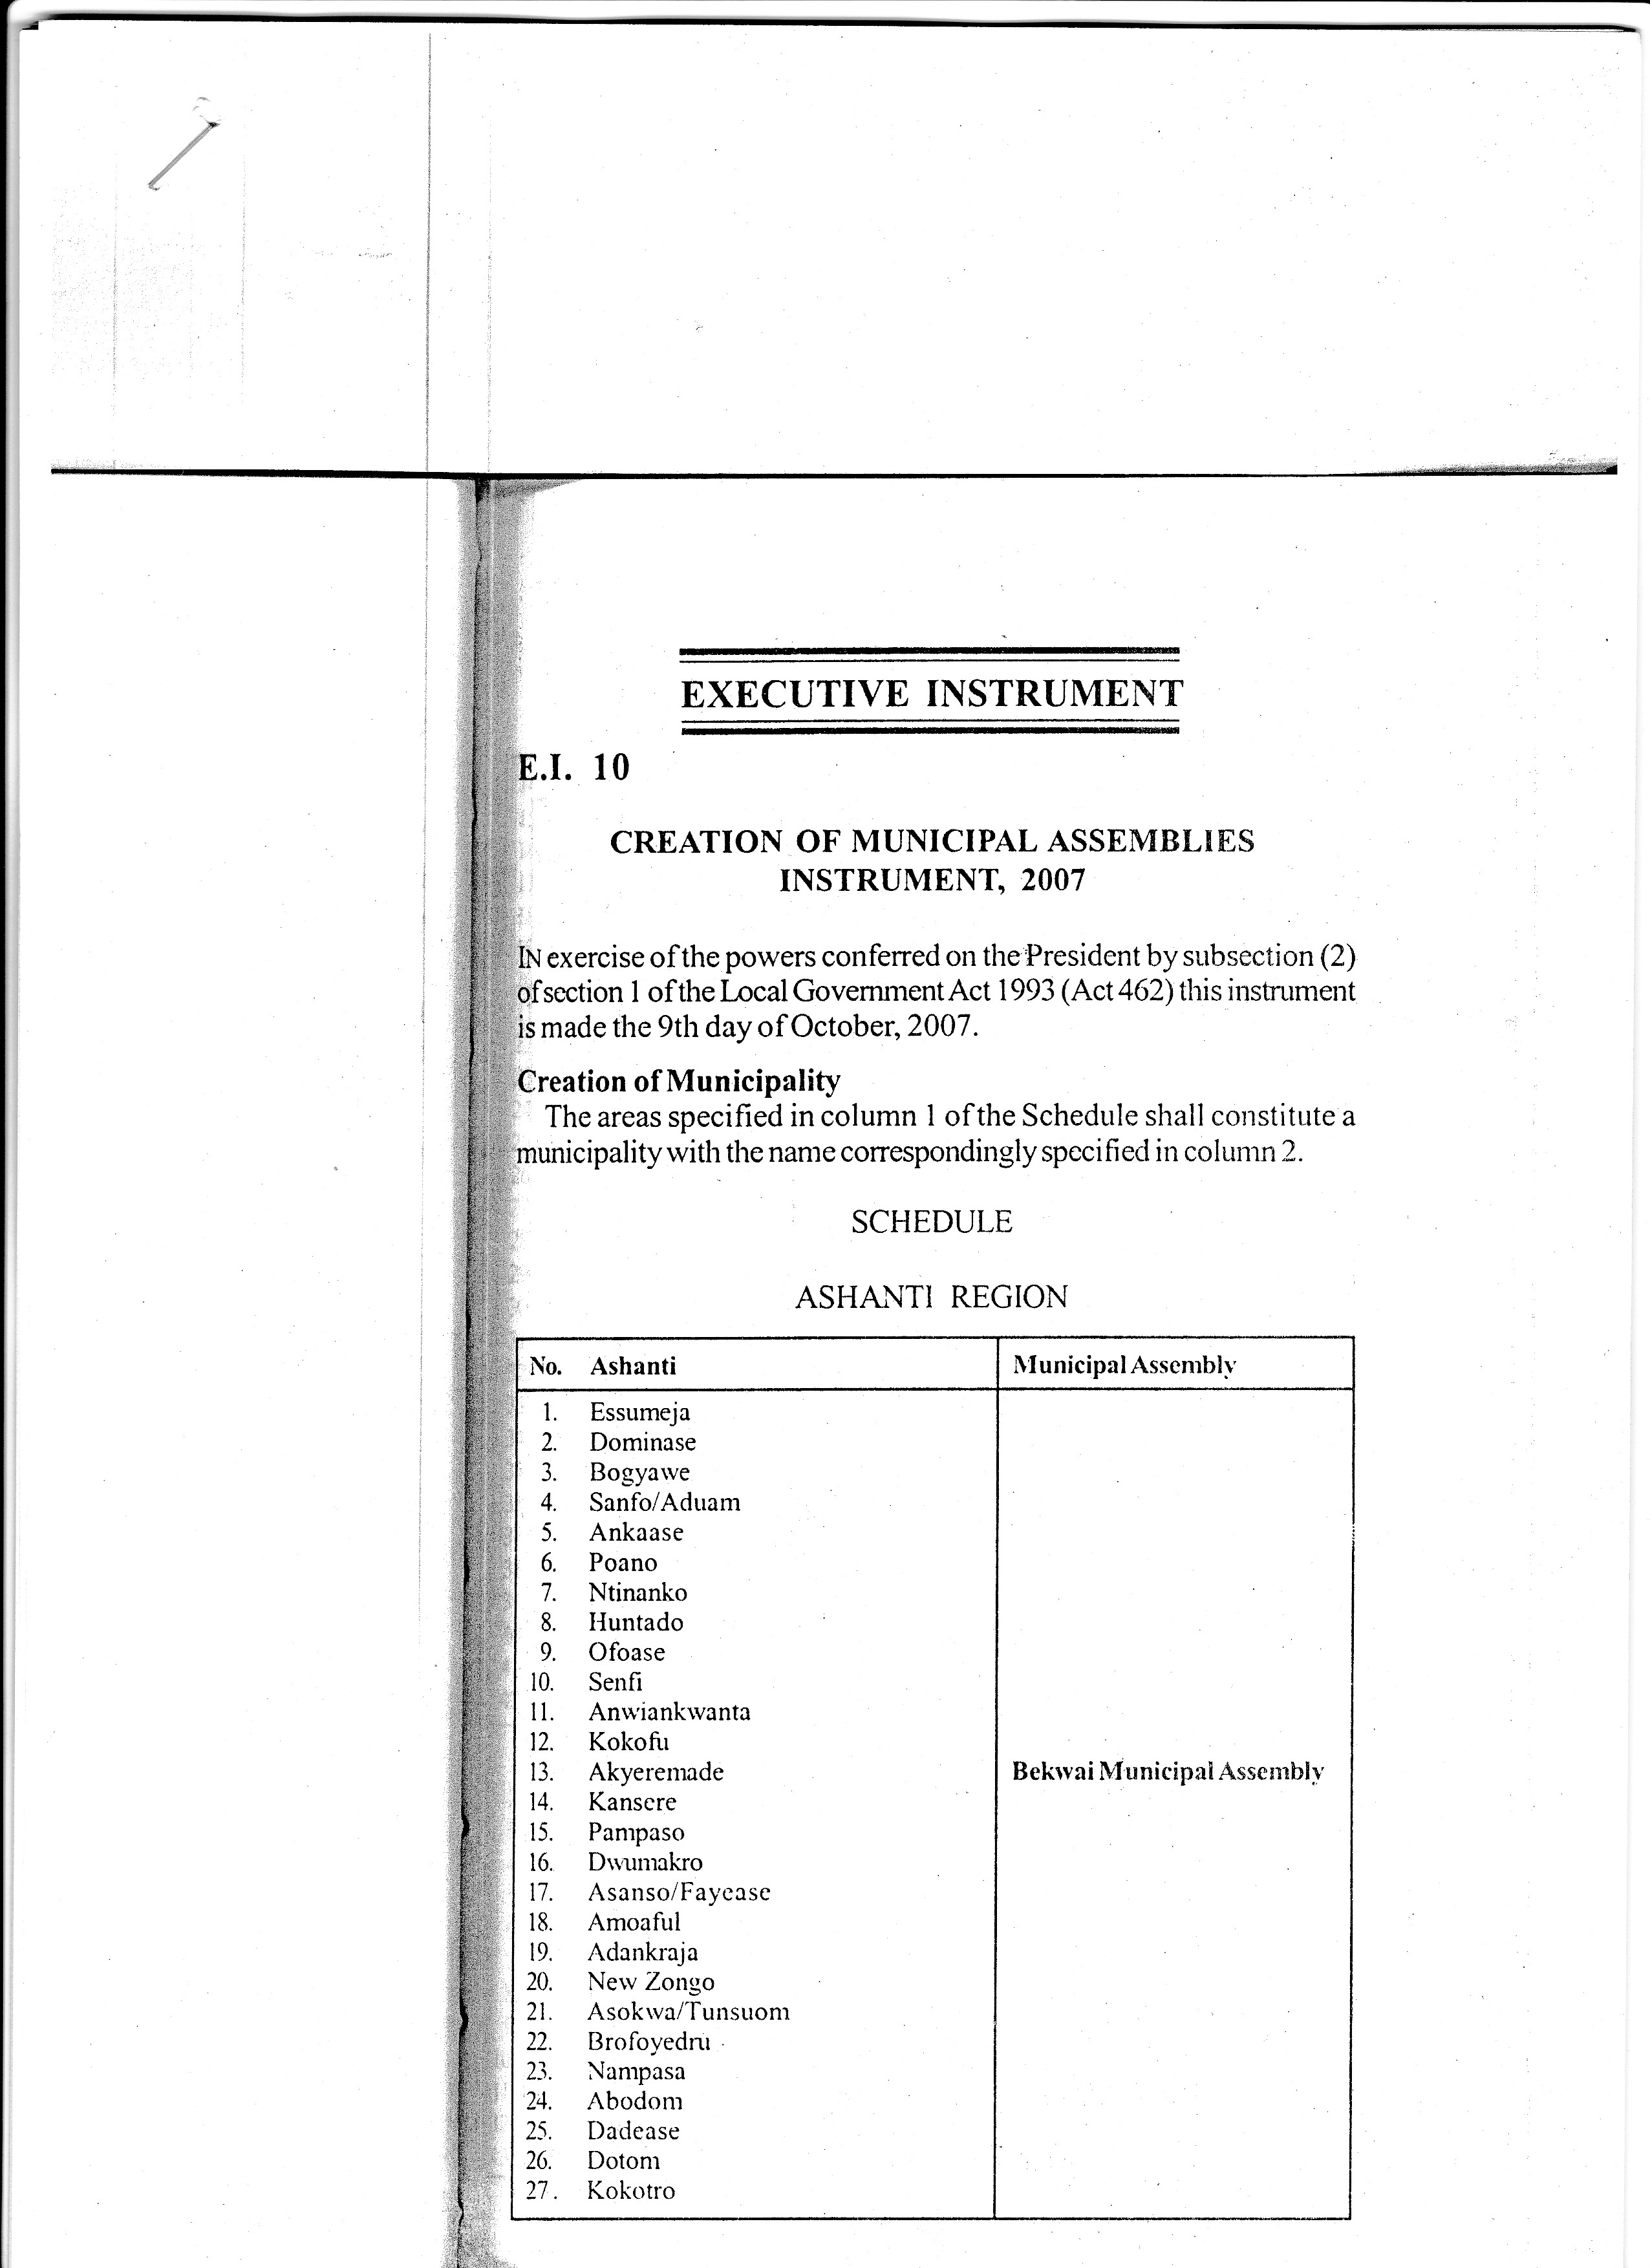 EXECUTIVE INSTRUMENT
E.I. 10
CREATION OF MUNICIPAL ASSEMBLIES
INSTRUMENT, 2007
IN exercise of the powers conferred on the President by subsection (2)
of section 1 of the Local Government Act 1993 (Act 462) this instrument
is made the 9th day of October, 2007.
Creation of Municipality
The areas specified in column 1 of the Schedule shall constitute a
municipality with the name correspondingly specified in column 2.
SCHEDULE
ASHANTI REGION
No. Ashanti Municipal Assembly
1. Essumeja
2. Dominase
3. Bogyawe
4. Sanfo/Aduam
5. Ankaase
6. Poano
7. Ntinanko
8. Huntado
9. Ofoase
10. Senfi
11. Anwiankwanta
12. Kokofu
13. Akyeremade Bekwai Municipal Assembly
14. Kansere
15. Pampaso
16. Dwumakro
17. Asanso/Fayease
18. Amoaful
19. Adankraja
20. New Zongo
21. Asokwa/Tunsuom
22. Brofoyedru
23. Nampasa
24. Abodom
25. Dadease
26. Dotom
27. Kokotro